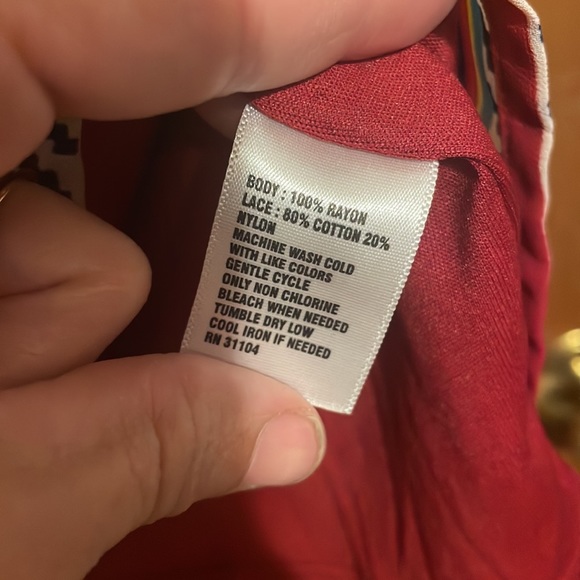 BODY : 100% RAYON
LACE : 80% COTTON 20%
NYLON
MACHINE WASH COLD
WITH LIKE COLORS
GENTLE CYCLE
ONLY NON CHLORINE
BLEACH WHEN NEEDED
TUMBLE DRY LOW
COOL IRON IF NEEDED
RN 31104